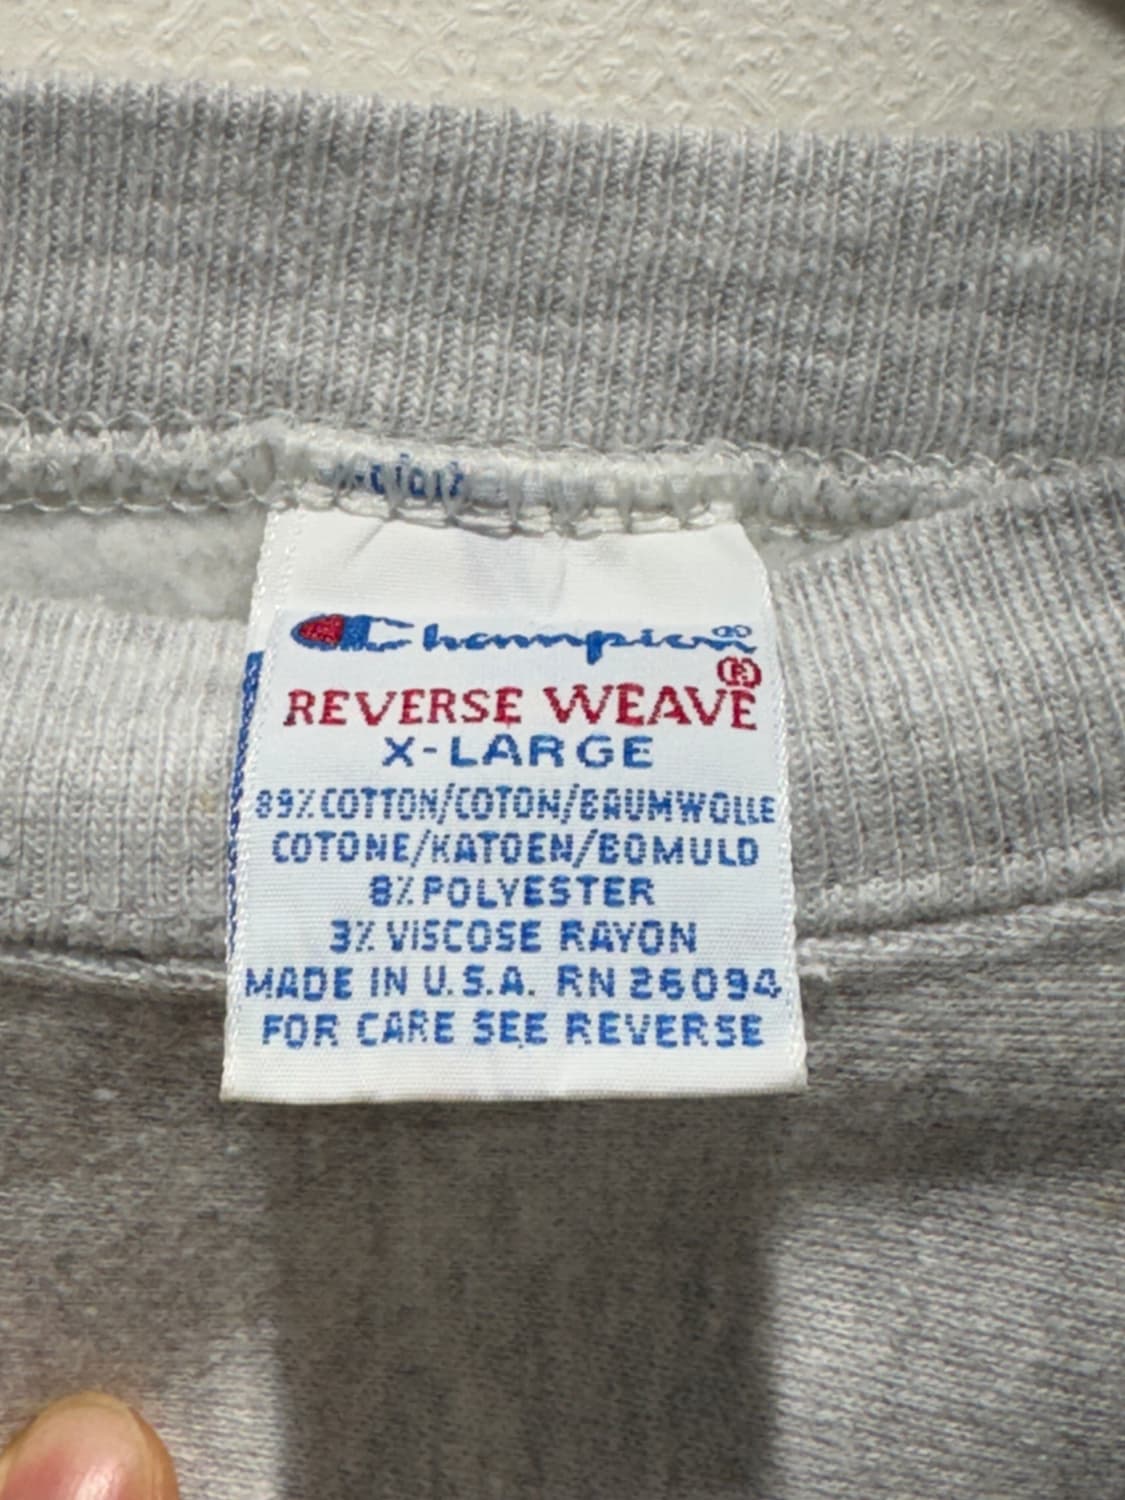 Champion®
REVERSE WEAVE®
X-LARGE
89% COTTON/COTON/BAUMWOLLE
COTONE/KATOEN/BOMULD
8% POLYESTER
3% VISCOSE RAYON
MADE IN U.S.A. RN 26094
FOR CARE SEE REVERSE